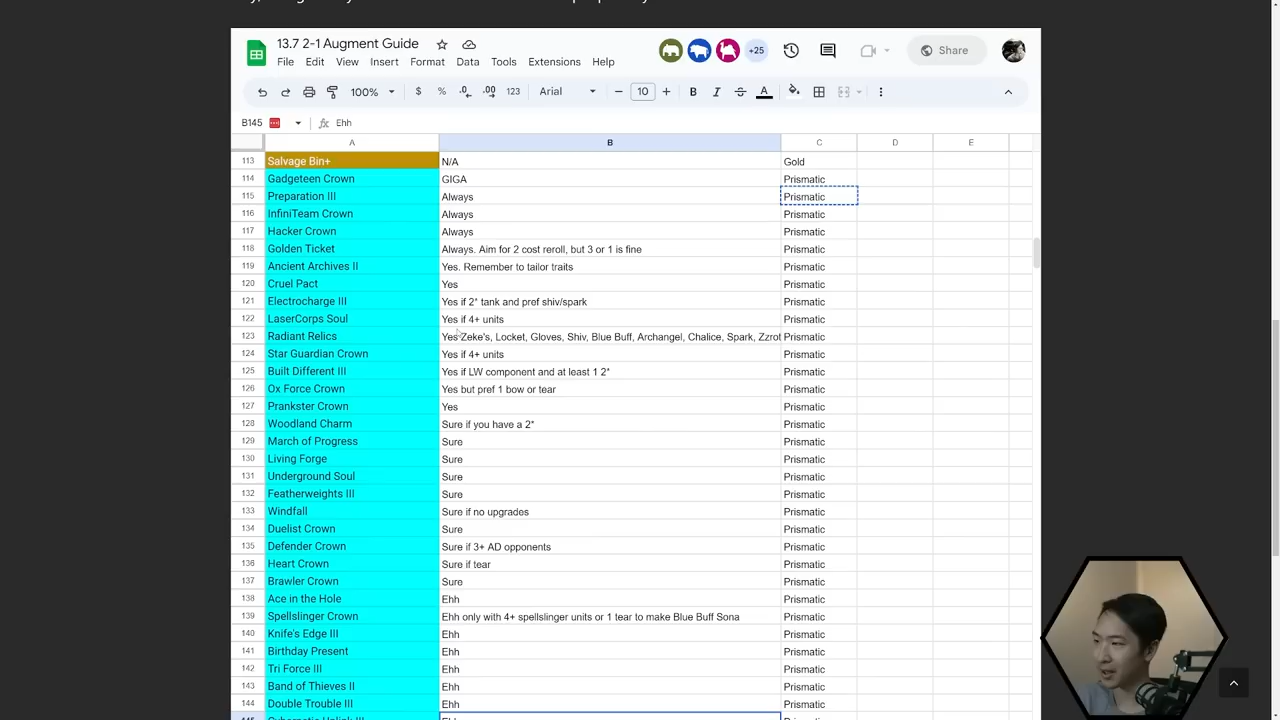 13.7 2-1 Augment Guide
+25
Share
File Edit View Insert Format Data Tools Extensions Help
100% $ % .0 .00 123 Arial 10 B I A
B145 fx Ehh
A B C D E
113 Salvage Bin+ N/A Gold
114 Gadgeteen Crown GIGA Prismatic
115 Preparation III Always Prismatic
116 InfiniTeam Crown Always Prismatic
117 Hacker Crown Always Prismatic
118 Golden Ticket Always. Aim for 2 cost reroll, but 3 or 1 is fine Prismatic
119 Ancient Archives II Yes. Remember to tailor traits Prismatic
120 Cruel Pact Yes Prismatic
121 Electrocharge III Yes if 2* tank and pref shiv/spark Prismatic
122 LaserCorps Soul Yes if 4+ units Prismatic
123 Radiant Relics Yes Zeke's, Locket, Gloves, Shiv, Blue Buff, Archangel, Chalice, Spark, Zzrot Prismatic
124 Star Guardian Crown Yes if 4+ units Prismatic
125 Built Different III Yes if LW component and at least 1 2* Prismatic
126 Ox Force Crown Yes but pref 1 bow or tear Prismatic
127 Prankster Crown Yes Prismatic
128 Woodland Charm Sure if you have a 2* Prismatic
129 March of Progress Sure Prismatic
130 Living Forge Sure Prismatic
131 Underground Soul Sure Prismatic
132 Featherweights III Sure Prismatic
133 Windfall Sure if no upgrades Prismatic
134 Duelist Crown Sure Prismatic
135 Defender Crown Sure if 3+ AD opponents Prismatic
136 Heart Crown Sure if tear Prismatic
137 Brawler Crown Sure Prismatic
138 Ace in the Hole Ehh Prismatic
139 Spellslinger Crown Ehh only with 4+ spellslinger units or 1 tear to make Blue Buff Sona Prismatic
140 Knife's Edge III Ehh Prismatic
141 Birthday Present Ehh Prismatic
142 Tri Force III Ehh Prismatic
143 Band of Thieves II Ehh Prismatic
144 Double Trouble III Ehh Prismatic